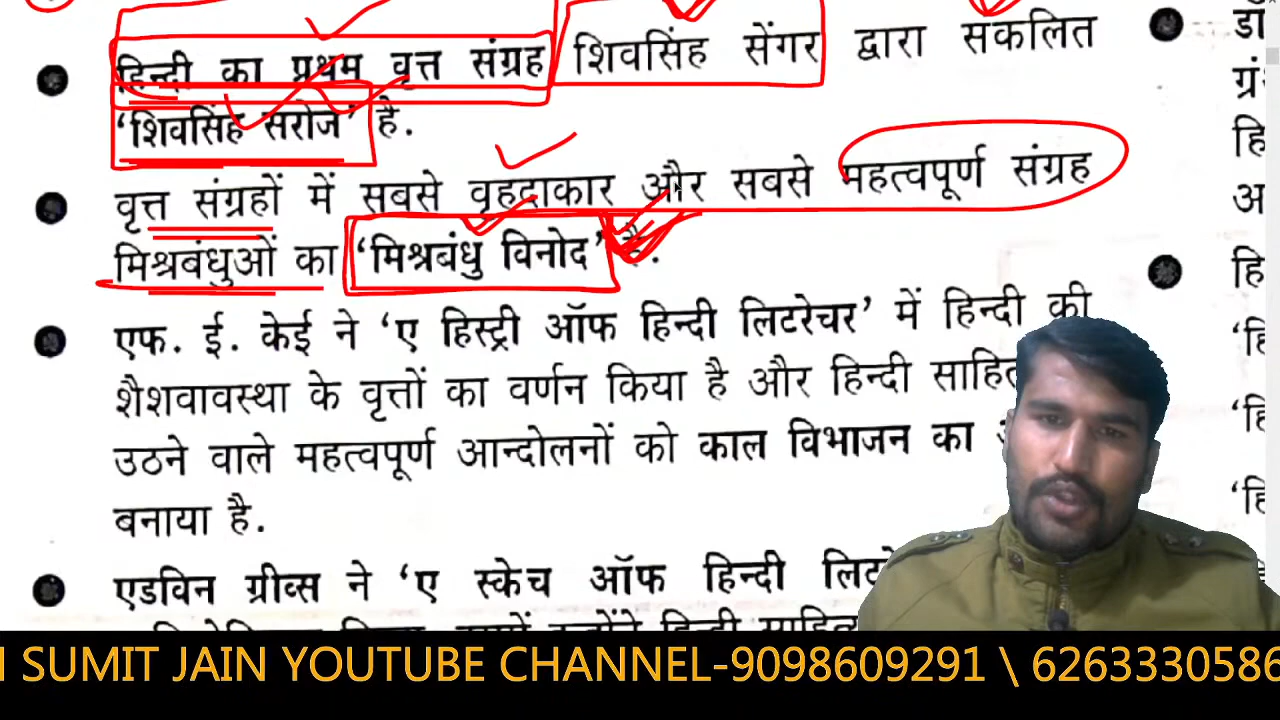 हिन्दी का प्रथम वृत्त संग्रह शिवसिंह सेंगर द्वारा संकलित
'शिवसिंह सरोज' है.
वृत्त संग्रहों में सबसे वृहदाकार और सबसे महत्वपूर्ण संग्रह
मिश्रबंधुओं का 'मिश्रबंधु विनोद' है.
एफ. ई. केई ने 'ए हिस्ट्री ऑफ हिन्दी लिटरेचर' में हिन्दी की
शैशवावस्था के वृत्तों का वर्णन किया है और हिन्दी
उठने वाले महत्वपूर्ण आन्दोलनों को काल विभाजन का
बनाया है.
एडविन ग्रीव्स ने 'ए स्केच ऑफ हिन्दी
SUMIT JAIN YOUTUBE CHANNEL-9098609291 \ 6263330586